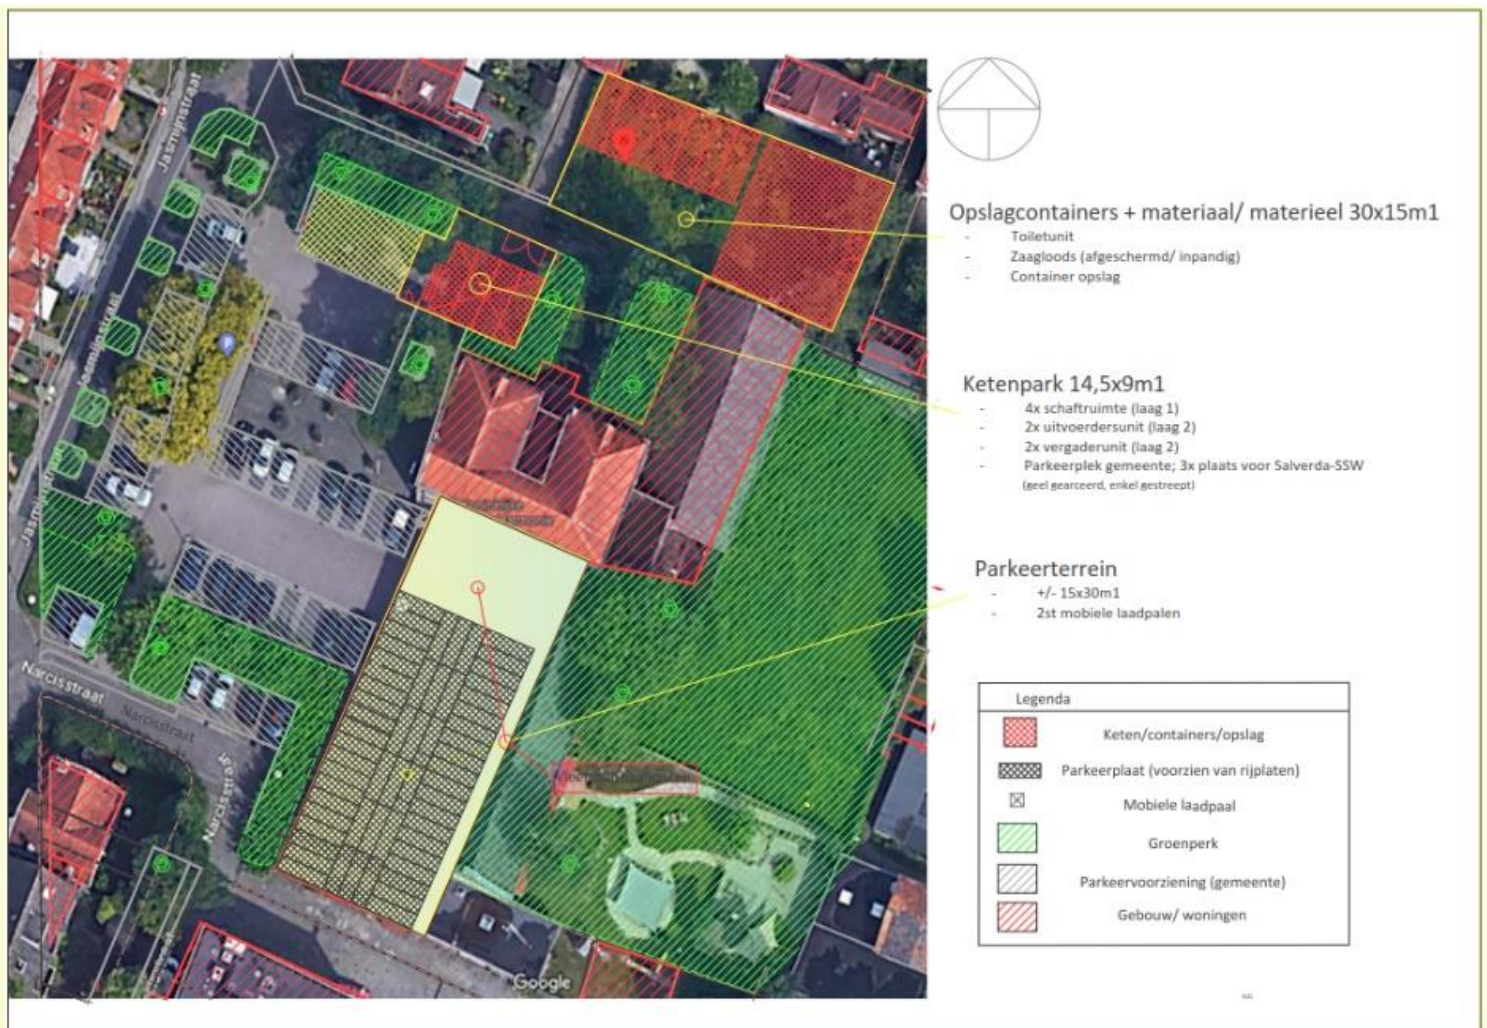 Opslagcontainers + materiaal/ materieel 30x15m1
- Toiletunit
- Zaagloods (afgeschermd/ inpandig)
- Container opslag
Ketenpark 14,5x9m1
- 4x schaftruimte (laag 1)
- 2x uitvoerdersunit (laag 2)
- 2x vergaderunit (laag 2)
- Parkeerplek gemeente; 3x plaats voor Salverda-SSW
(geel gearceerd, enkel gestreept)
Parkeerterrein
- +/- 15x30m1
- 2st mobiele laadpalen
Legenda
Keten/containers/opslag
Parkeerplaat (voorzien van rijplaten)
Mobiele laadpaal
Groenperk
Parkeervoorziening (gemeente)
Gebouw/ woningen
Jasmijnstraat
Jasmijnstraat
Jasmijnstraat
P
Narcisstraat
Narcisstraat
Narcisstraat
Google